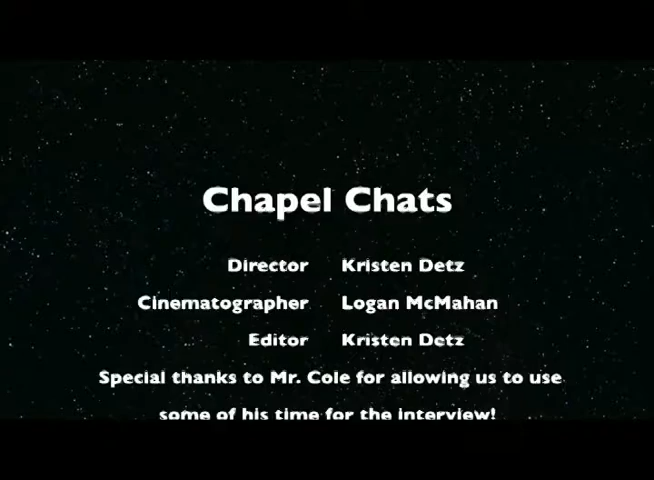 Chapel Chats
Director Kristen Detz
Cinematographer Logan McMahan
Editor Kristen Detz
Special thanks to Mr. Cole for allowing us to use
some of his time for the interview!